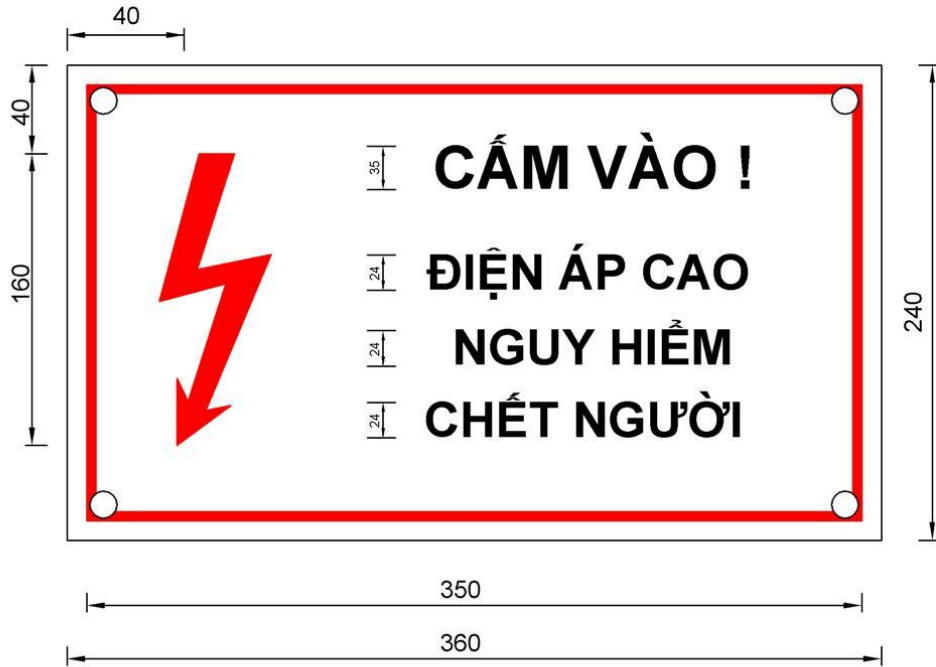 40
40
160
35
CẤM VÀO !
24
ĐIỆN ÁP CAO
24
NGUY HIỂM
24
CHẾT NGƯỜI
240
350
360